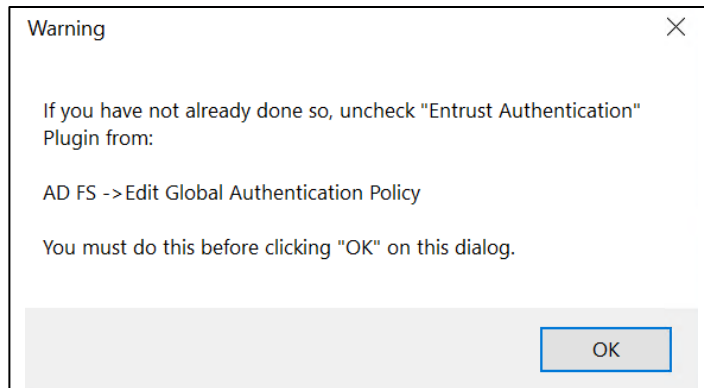 Warning
If you have not already done so, uncheck "Entrust Authentication"
Plugin from:
AD FS ->Edit Global Authentication Policy
You must do this before clicking "OK" on this dialog.
OK